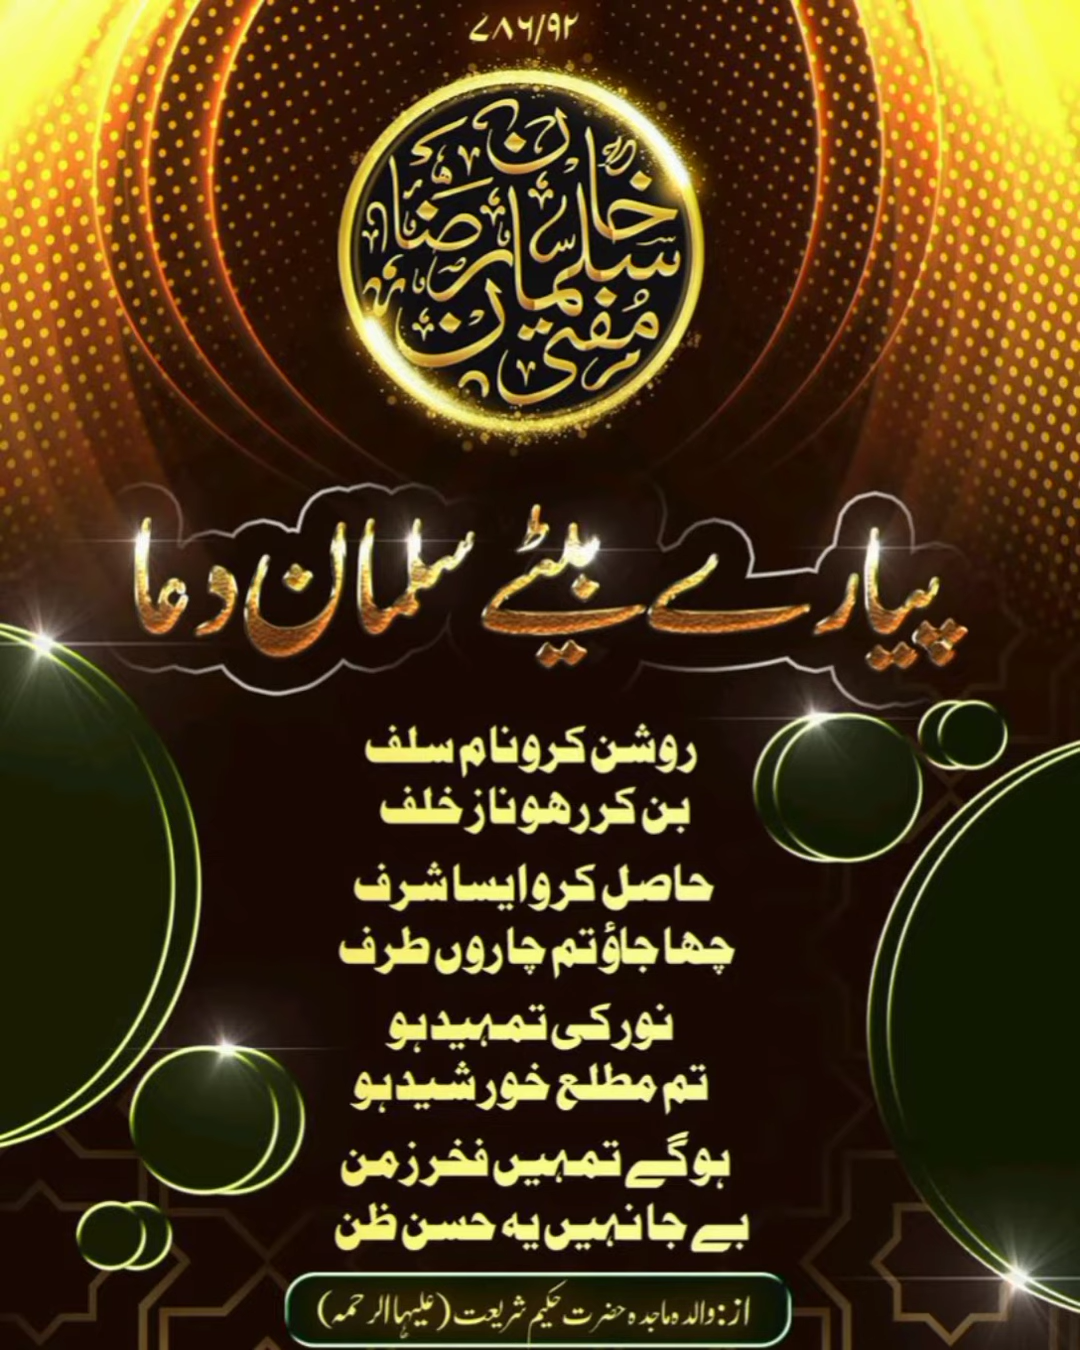 ۷۸۶/۹۲
مفتی سلمان رضا خان
پیارے بیٹے سلمان دعا
روشن کرو نام سلف
بن کر رہو ناز خلف
حاصل کرو ایسا شرف
چھا جاؤ تم چاروں طرف
نور کی تمہید ہو
تم مطلع خورشید ہو
ہوگے تمہیں فخر زمن
بے جا نہیں یہ حسن ظن
از: والدہ ماجدہ حضرت حکیم شریعت (علیہا الرحمہ)